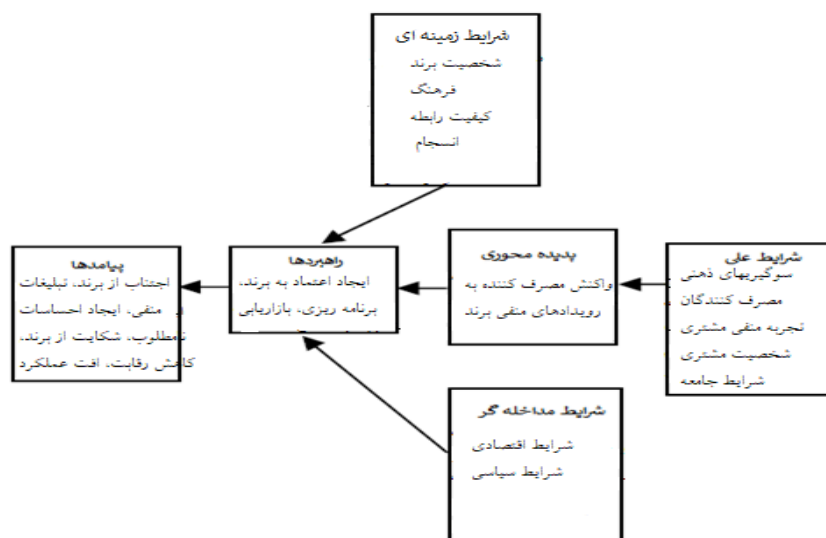 شرایط زمینه ای
شخصیت برند
فرهنگ
کیفیت رابطه
انسجام
شرایط علی
سوگیریهای ذهنی
مصرف کنندگان
تجربه منفی مشتری
شخصیت مشتری
شرایط جامعه
پدیده محوری
واکنش مصرف کننده به
رویدادهای منفی برند
راهبردها
ایجاد اعتماد به برند،
برنامه ریزی، بازاریابی
پیامدها
اجتناب از برند، تبلیغات
منفی، ایجاد احساسات
نامطلوب، شکایت از برند،
کاهش رقابت، افت عملکرد
شرایط مداخله گر
شرایط اقتصادی
شرایط سیاسی